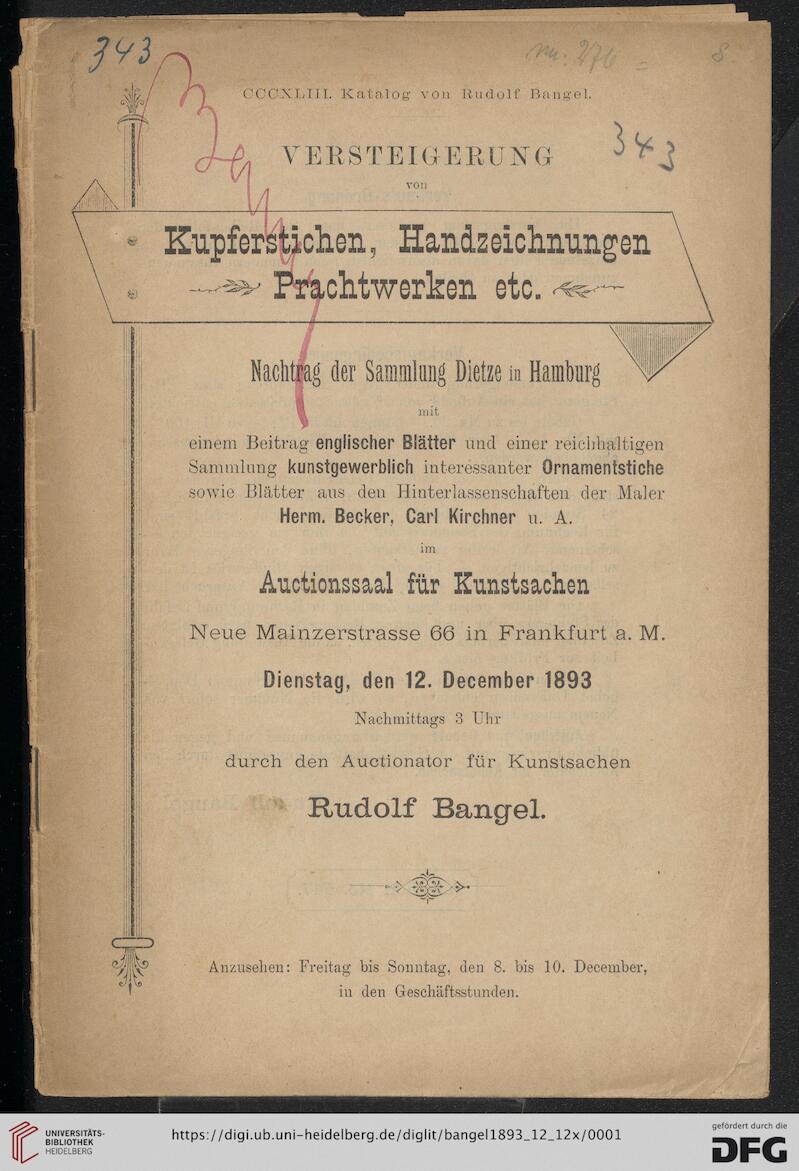 343
8.
CCCXLIII. Katalog von Rudolf Bangel.
343
VERSTEIGERUNG
von
Kupferstichen, Handzeichnungen
Prachtwerken etc.
Nachtrag der Sammlung Dietze in Hamburg
mit
einem Beitrag englischer Blätter und einer reichhaltigen
Sammlung kunstgewerblich interessanter Ornamentstiche
sowie Blätter aus den Hinterlassenschaften der Maler
Herm. Becker, Carl Kirchner u. A.
im
Auctionssaal für Kunstsachen
Neue Mainzerstrasse 66 in Frankfurt a. M.
Dienstag, den 12. December 1893
Nachmittags 3 Uhr
durch den Auctionator für Kunstsachen
Rudolf Bangel.
Anzusehen: Freitag bis Sonntag, den 8. bis 10. December,
in den Geschäftsstunden.
UNIVERSITÄTS-
BIBLIOTHEK
HEIDELBERG
https://digi.ub.uni-heidelberg.de/diglit/bangel1893_12_12x/0001
gefördert durch die
DFG